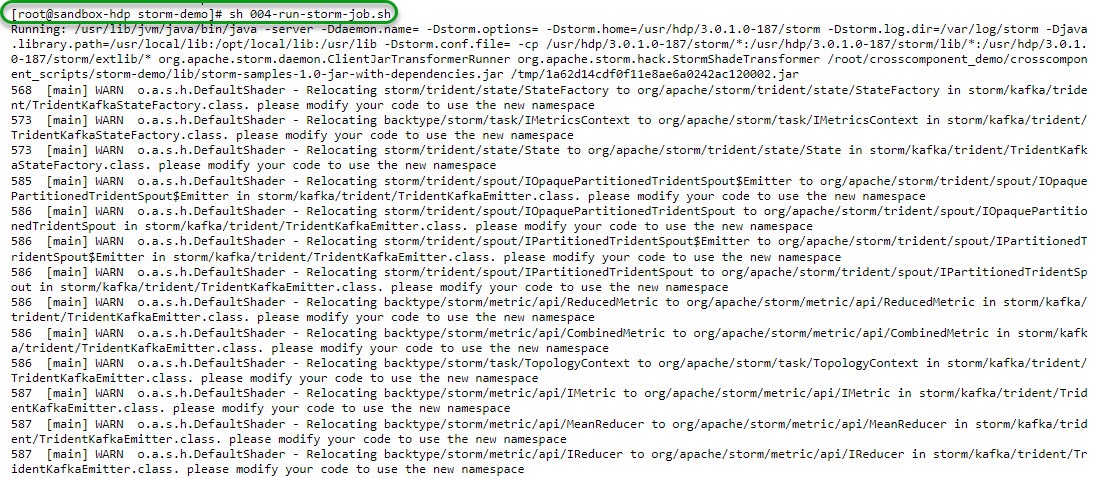 [root@sandbox-hdp storm-demo]# sh 004-run-storm-job.sh
Running: /usr/lib/jvm/java/bin/java -server -Ddaemon.name= -Dstorm.options= -Dstorm.home=/usr/hdp/3.0.1.0-187/storm -Dstorm.log.dir=/var/log/storm -Djava
.library.path=/usr/local/lib:/opt/local/lib:/usr/lib -Dstorm.conf.file= -cp /usr/hdp/3.0.1.0-187/storm/*:/usr/hdp/3.0.1.0-187/storm/lib/*:/usr/hdp/3.0.1.
0-187/storm/extlib/* org.apache.storm.daemon.ClientJarTransformerRunner org.apache.storm.hack.StormShadeTransformer /root/crosscomponent_demo/crosscompon
ent_scripts/storm-demo/lib/storm-samples-1.0-jar-with-dependencies.jar /tmp/1a62d14cdf0f11e8ae6a0242ac120002.jar
568  [main] WARN  o.a.s.h.DefaultShader - Relocating storm/trident/state/StateFactory to org/apache/storm/trident/state/StateFactory in storm/kafka/tride
nt/TridentKafkaStateFactory.class. please modify your code to use the new namespace
573  [main] WARN  o.a.s.h.DefaultShader - Relocating backtype/storm/task/IMetricsContext to org/apache/storm/task/IMetricsContext in storm/kafka/trident/
TridentKafkaStateFactory.class. please modify your code to use the new namespace
573  [main] WARN  o.a.s.h.DefaultShader - Relocating storm/trident/state/State to org/apache/storm/trident/state/State in storm/kafka/trident/TridentKafk
aStateFactory.class. please modify your code to use the new namespace
585  [main] WARN  o.a.s.h.DefaultShader - Relocating storm/trident/spout/IOpaquePartitionedTridentSpout$Emitter to org/apache/storm/trident/spout/IOpaque
PartitionedTridentSpout$Emitter in storm/kafka/trident/TridentKafkaEmitter.class. please modify your code to use the new namespace
586  [main] WARN  o.a.s.h.DefaultShader - Relocating storm/trident/spout/IOpaquePartitionedTridentSpout to org/apache/storm/trident/spout/IOpaquePartitio
nedTridentSpout in storm/kafka/trident/TridentKafkaEmitter.class. please modify your code to use the new namespace
586  [main] WARN  o.a.s.h.DefaultShader - Relocating storm/trident/spout/IPartitionedTridentSpout$Emitter to org/apache/storm/trident/spout/IPartitionedT
ridentSpout$Emitter in storm/kafka/trident/TridentKafkaEmitter.class. please modify your code to use the new namespace
586  [main] WARN  o.a.s.h.DefaultShader - Relocating storm/trident/spout/IPartitionedTridentSpout to org/apache/storm/trident/spout/IPartitionedTridentSp
out in storm/kafka/trident/TridentKafkaEmitter.class. please modify your code to use the new namespace
586  [main] WARN  o.a.s.h.DefaultShader - Relocating backtype/storm/metric/api/ReducedMetric to org/apache/storm/metric/api/ReducedMetric in storm/kafka/
trident/TridentKafkaEmitter.class. please modify your code to use the new namespace
586  [main] WARN  o.a.s.h.DefaultShader - Relocating backtype/storm/metric/api/CombinedMetric to org/apache/storm/metric/api/CombinedMetric in storm/kafk
a/trident/TridentKafkaEmitter.class. please modify your code to use the new namespace
586  [main] WARN  o.a.s.h.DefaultShader - Relocating backtype/storm/task/TopologyContext to org/apache/storm/task/TopologyContext in storm/kafka/trident/
TridentKafkaEmitter.class. please modify your code to use the new namespace
587  [main] WARN  o.a.s.h.DefaultShader - Relocating backtype/storm/metric/api/IMetric to org/apache/storm/metric/api/IMetric in storm/kafka/trident/Trid
entKafkaEmitter.class. please modify your code to use the new namespace
587  [main] WARN  o.a.s.h.DefaultShader - Relocating backtype/storm/metric/api/MeanReducer to org/apache/storm/metric/api/MeanReducer in storm/kafka/trid
ent/TridentKafkaEmitter.class. please modify your code to use the new namespace
587  [main] WARN  o.a.s.h.DefaultShader - Relocating backtype/storm/metric/api/IReducer to org/apache/storm/metric/api/IReducer in storm/kafka/trident/Tr
identKafkaEmitter.class. please modify your code to use the new namespace